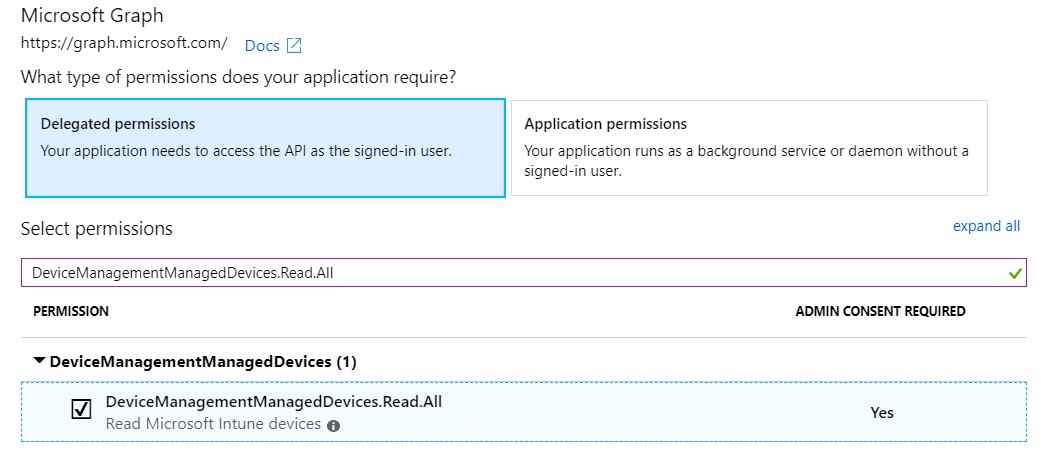 Microsoft Graph
https://graph.microsoft.com/ Docs
What type of permissions does your application require?
Delegated permissions
Your application needs to access the API as the signed-in user.
Application permissions
Your application runs as a background service or daemon without a
signed-in user.
Select permissions
expand all
DeviceManagementManagedDevices.Read.All
PERMISSION
ADMIN CONSENT REQUIRED
DeviceManagementManagedDevices (1)
DeviceManagementManagedDevices.Read.All
Read Microsoft Intune devices
Yes